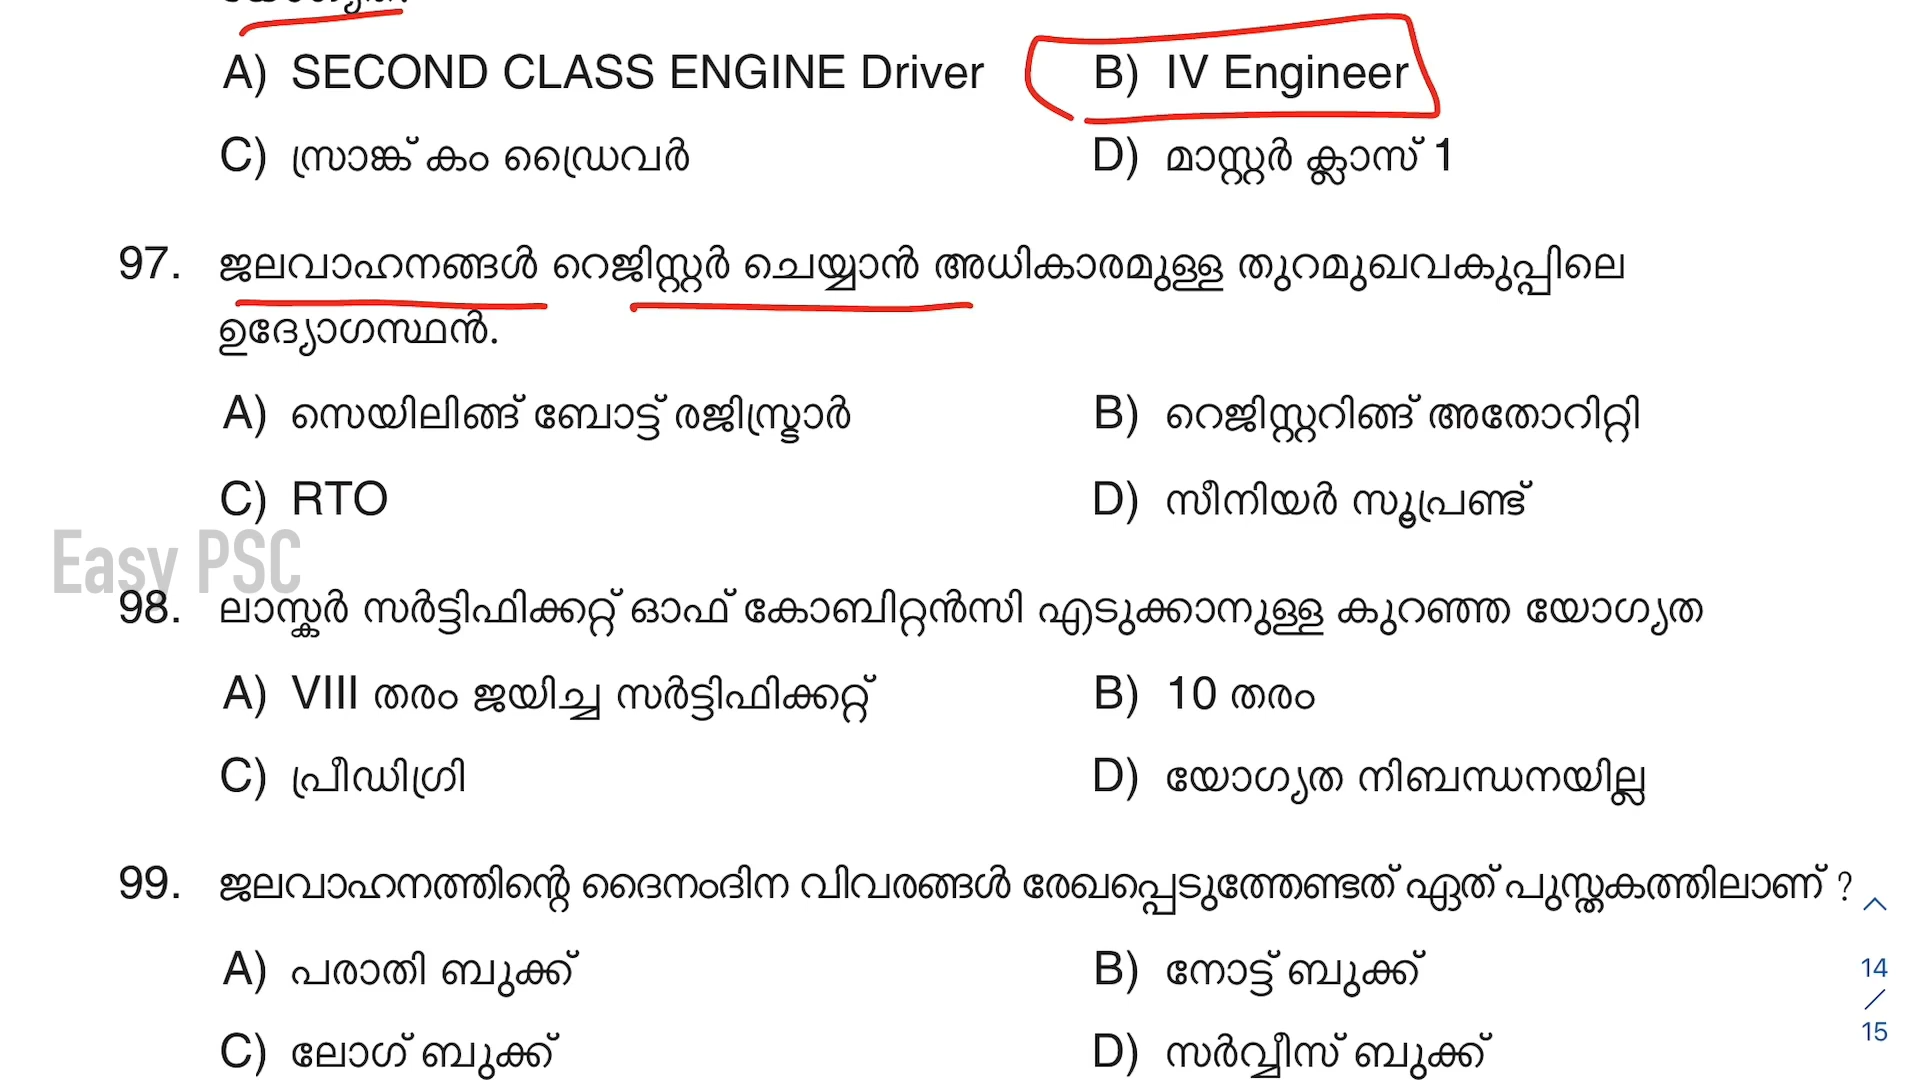 A) SECOND CLASS ENGINE Driver B) IV Engineer
C) സ്രാങ്ക് കം ഡ്രൈവർ D) മാസ്റ്റർ ക്ലാസ് 1
97. ജലവാഹനങ്ങൾ റെജിസ്റ്റർ ചെയ്യാൻ അധികാരമുള്ള തുറമുഖവകുപ്പിലെ
ഉദ്യോഗസ്ഥൻ.
A) സെയിലിങ്ങ് ബോട്ട് രജിസ്ട്രാർ B) റെജിസ്റ്ററിങ്ങ് അതോറിറ്റി
C) RTO D) സീനിയർ സൂപ്രണ്ട്
Easy PSC
98. ലാസ്കർ സർട്ടിഫിക്കറ്റ് ഓഫ് കോബിറ്റൻസി എടുക്കാനുള്ള കുറഞ്ഞ യോഗ്യത
A) VIII തരം ജയിച്ച സർട്ടിഫിക്കറ്റ് B) 10 തരം
C) പ്രീഡിഗ്രി D) യോഗ്യത നിബന്ധനയില്ല
99. ജലവാഹനത്തിന്റെ ദൈനംദിന വിവരങ്ങൾ രേഖപ്പെടുത്തേണ്ടത് ഏത് പുസ്തകത്തിലാണ് ?
A) പരാതി ബുക്ക് B) നോട്ട് ബുക്ക്
C) ലോഗ് ബുക്ക് D) സർവ്വീസ് ബുക്ക്
14
/
15